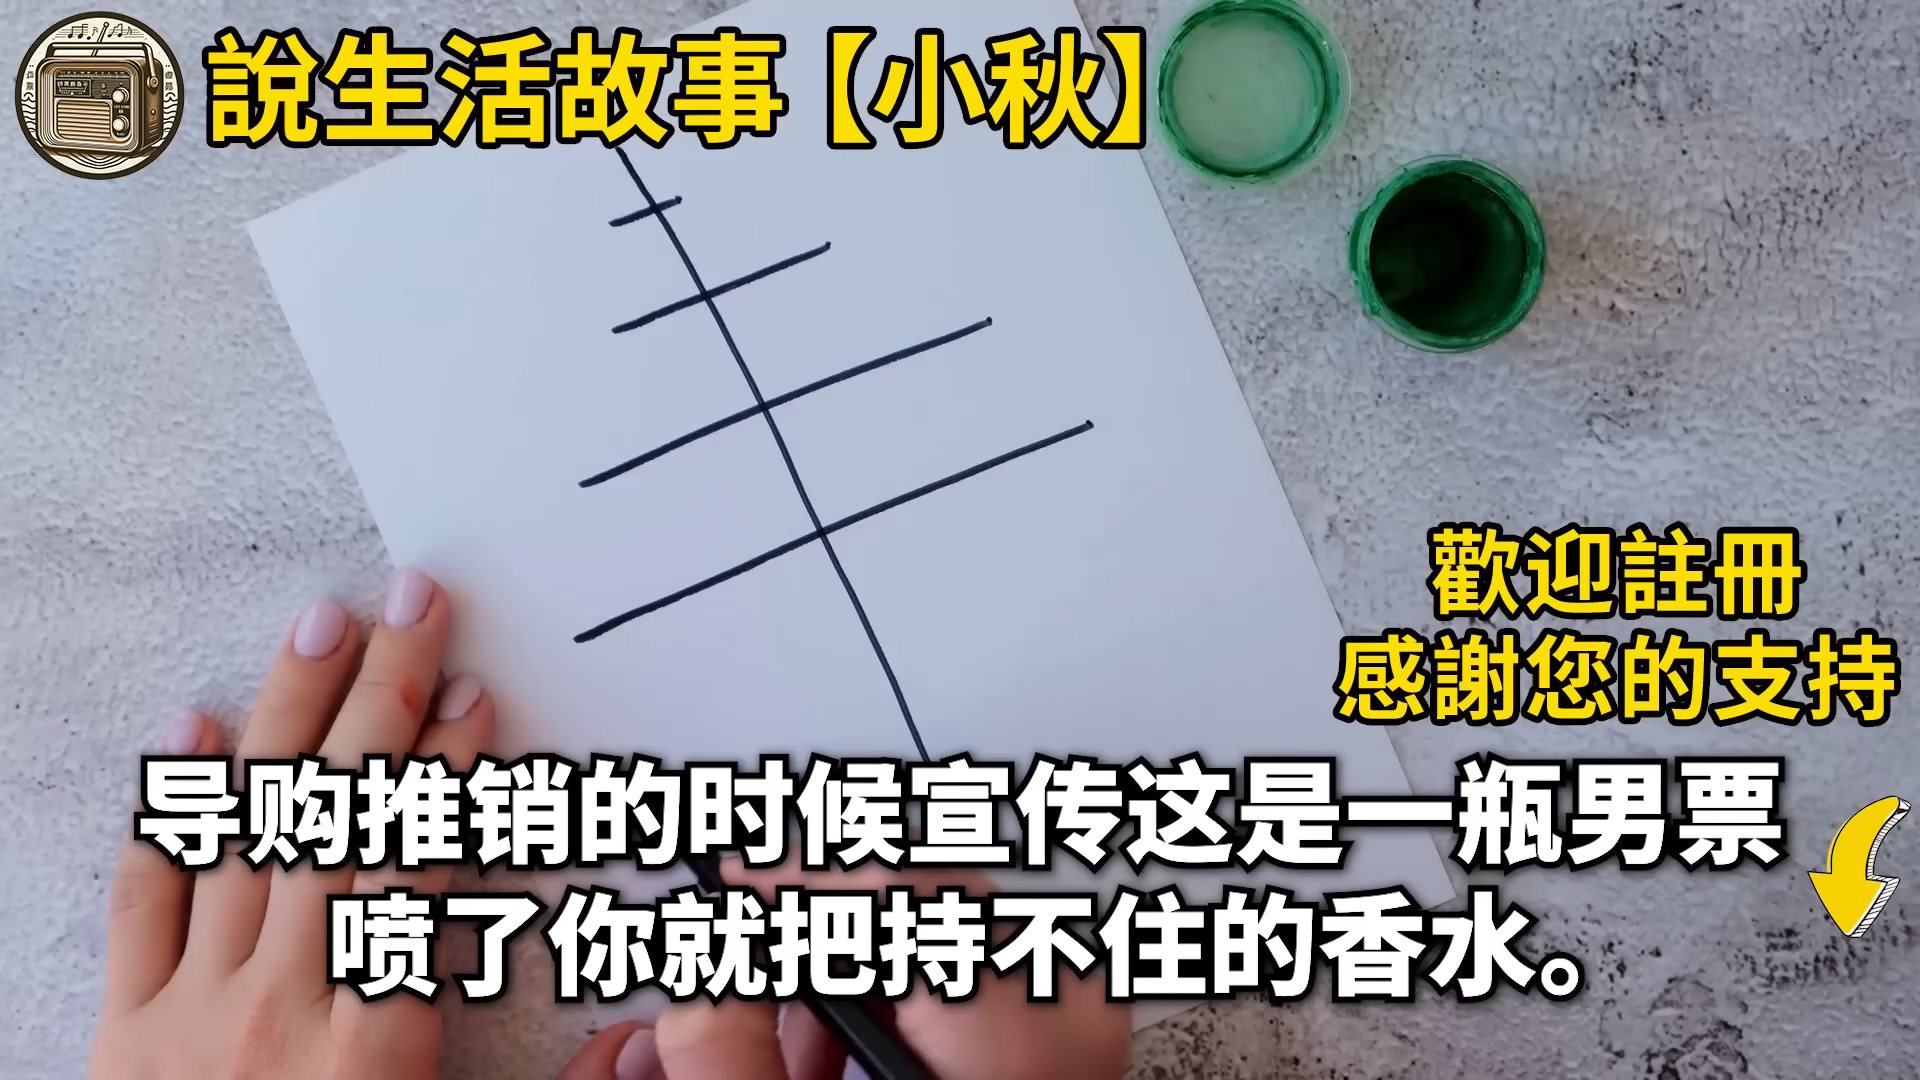 說生活故事【小秋】
歡迎註冊
感謝您的支持
导购推销的时候宣传这是一瓶男票
喷了你就把持不住的香水。